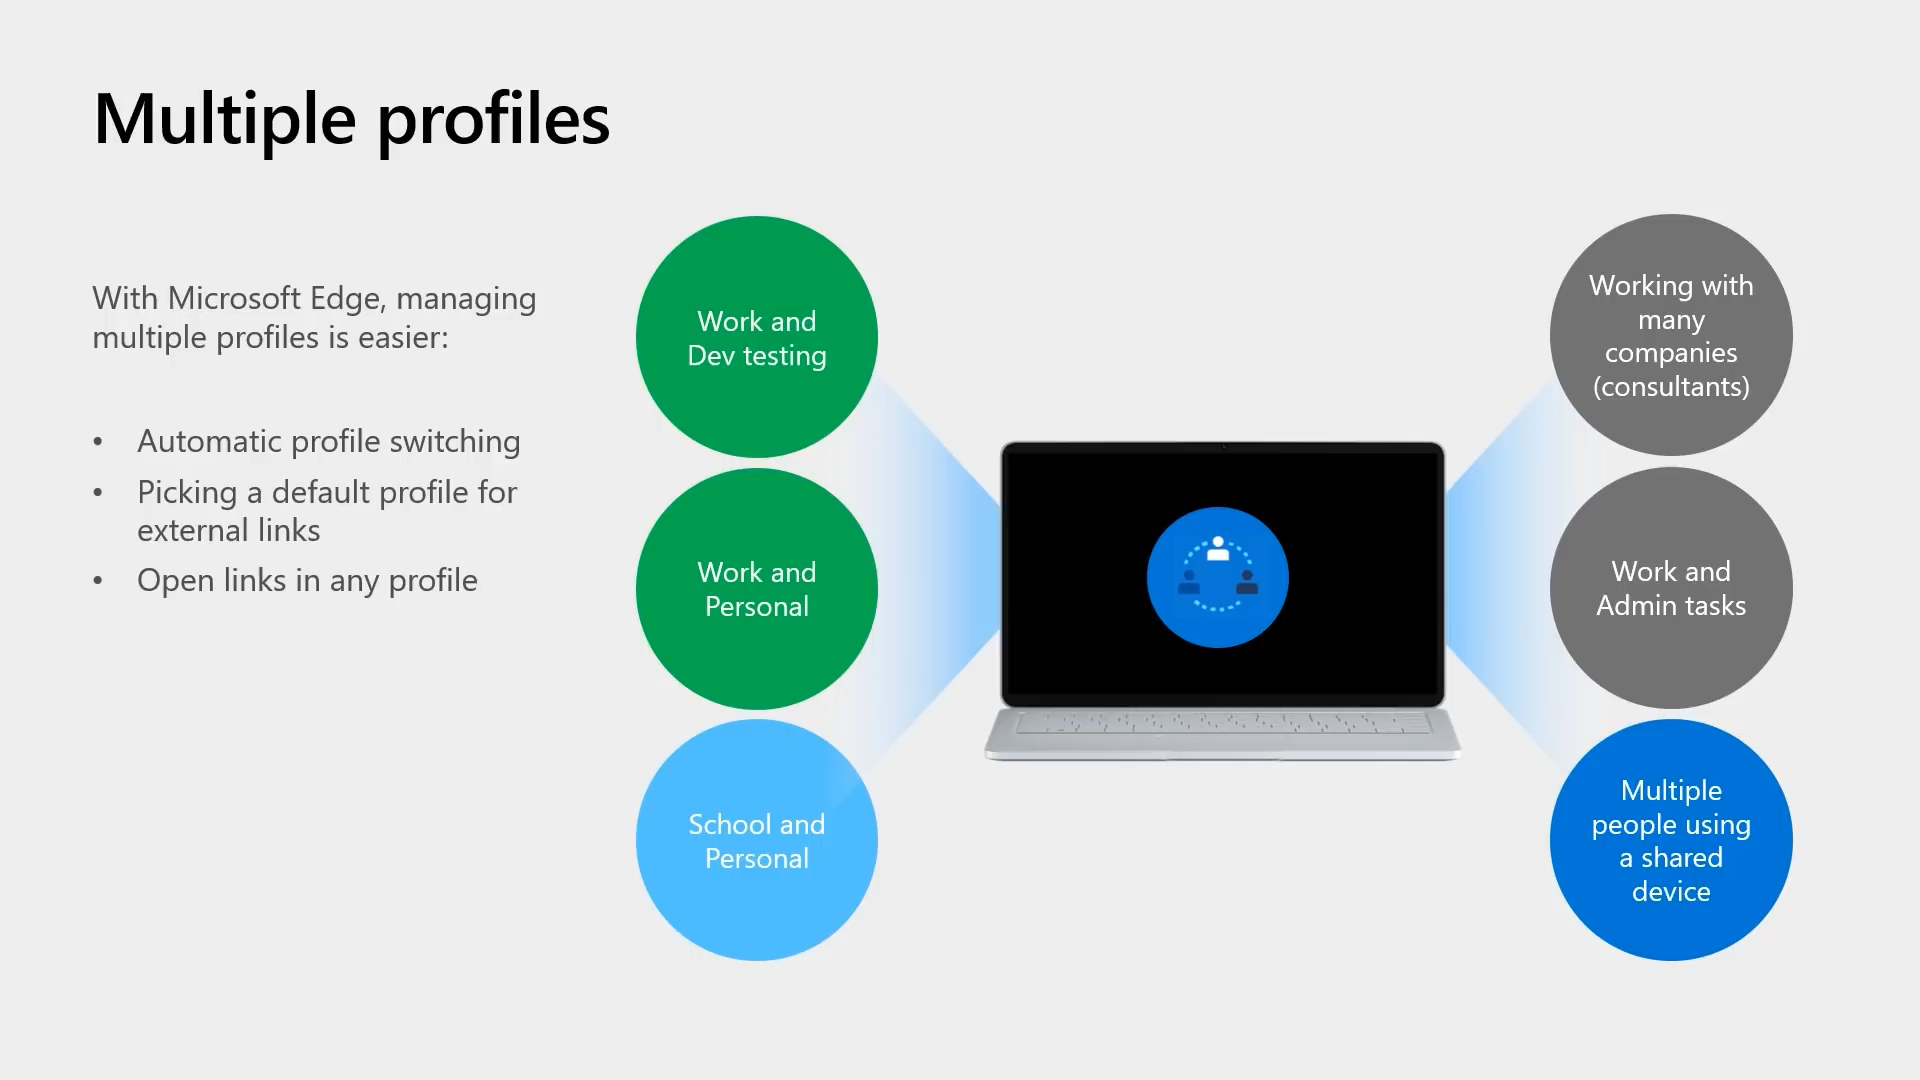 Multiple profiles
With Microsoft Edge, managing
multiple profiles is easier:
• Automatic profile switching
• Picking a default profile for
external links
• Open links in any profile
Work and
Dev testing
Work and
Personal
School and
Personal
Working with
many
companies
(consultants)
Work and
Admin tasks
Multiple
people using
a shared
device